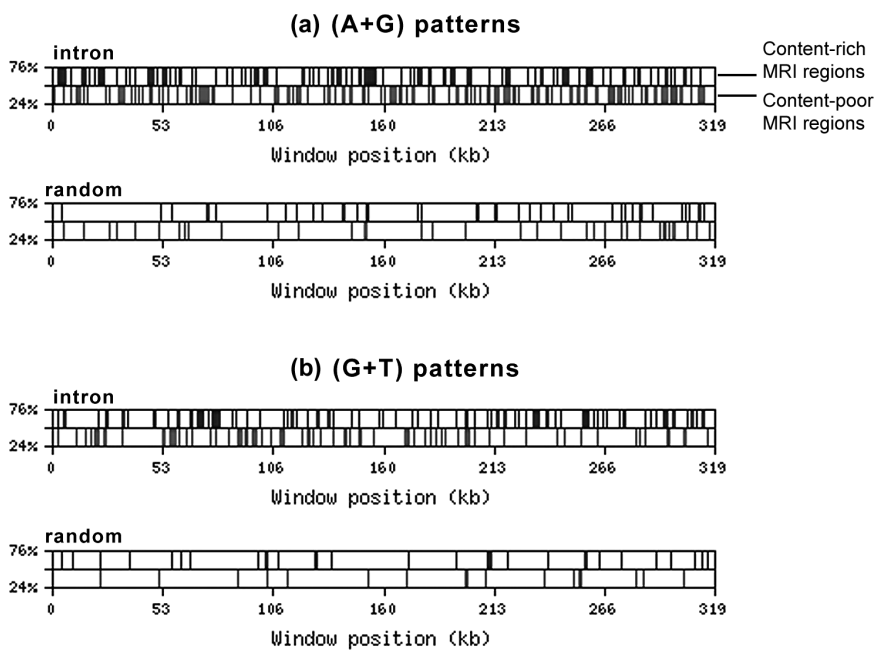 (a) (A+G) patterns
intron
76%
24%
Content-rich
MRI regions
Content-poor
MRI regions
0 53 106 160 213 266 319
Window position (kb)
random
76%
24%
0 53 106 160 213 266 319
Window position (kb)
(b) (G+T) patterns
intron
76%
24%
0 53 106 160 213 266 319
Window position (kb)
random
76%
24%
0 53 106 160 213 266 319
Window position (kb)